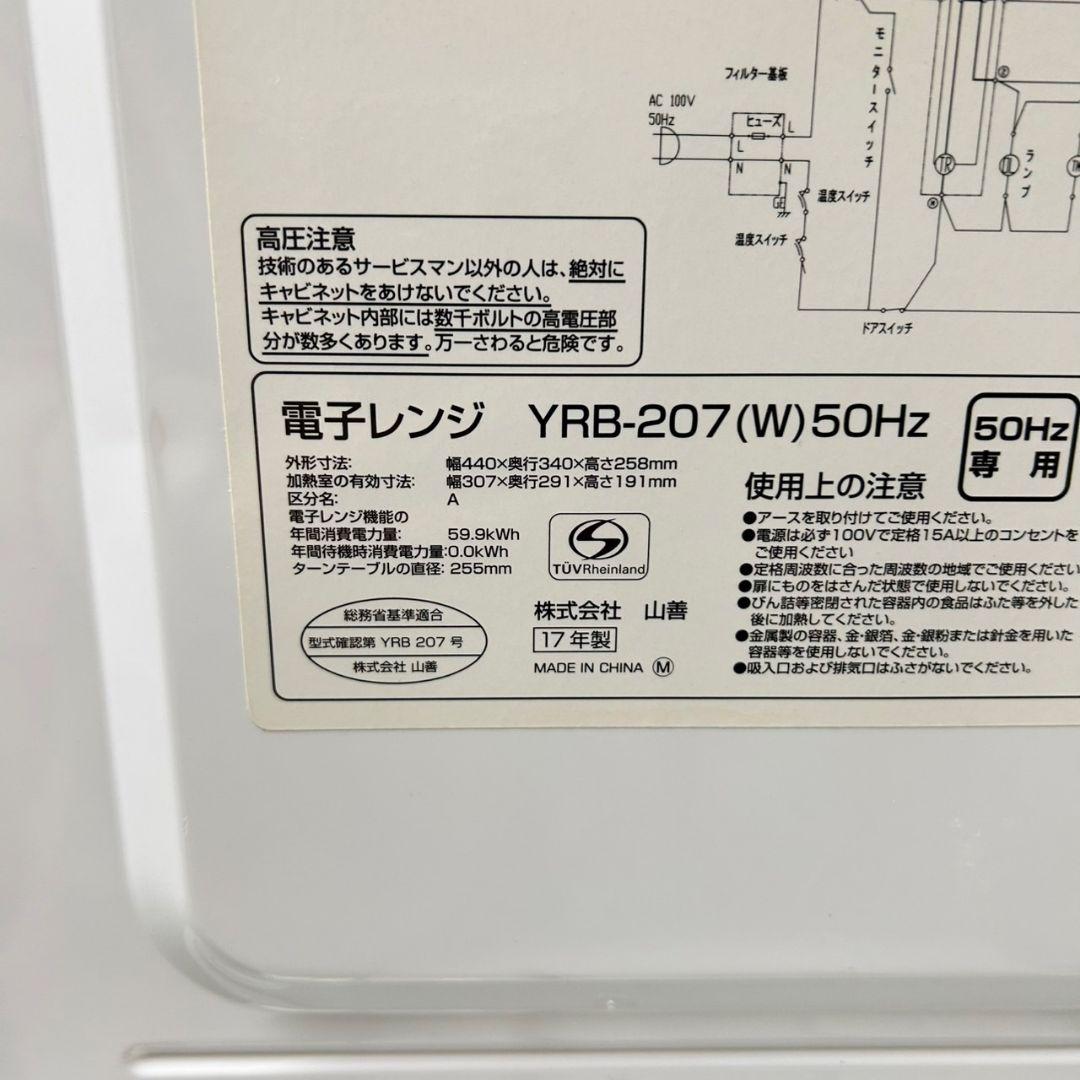 モニタースイッチ
フィルター基板
AC 100V
50Hz
ヒューズ
L
L
N
N
GE
温度スイッチ
温度スイッチ
ドアスイッチ
TR
DL
ランプ
高圧注意
技術のあるサービスマン以外の人は、絶対に
キャビネットをあけないでください。
キャビネット内部には数千ボルトの高電圧部
分が数多くあります。万一さわると危険です。
電子レンジ YRB-207(W)50Hz
50Hz
専用
外形寸法: 幅440×奥行340×高さ258mm
加熱室の有効寸法: 幅307×奥行291×高さ191mm
区分名: A
電子レンジ機能の
年間消費電力量: 59.9kWh
年間待機時消費電力量:0.0kWh
ターンテーブルの直径: 255mm
TÜVRheinland
総務省基準適合
型式確認第 YRB 207 号
株式会社 山善
株式会社 山善
17年製
MADE IN CHINA M
使用上の注意
●アースを取り付けてご使用ください。
●電源は必ず100Vで定格15A以上のコンセントを
ご使用ください
●定格周波数に合った周波数の地域でご使用ください
●扉にものをはさんだ状態で使用しないでください。
●びん詰等密閉された容器内の食品はふた等を外した
後に加熱してください。
●金属製の容器、金・銀箔、金・銀粉または針金を用いた
容器等を使用しないでください。
●吸入口および排気口はふさがないでください。